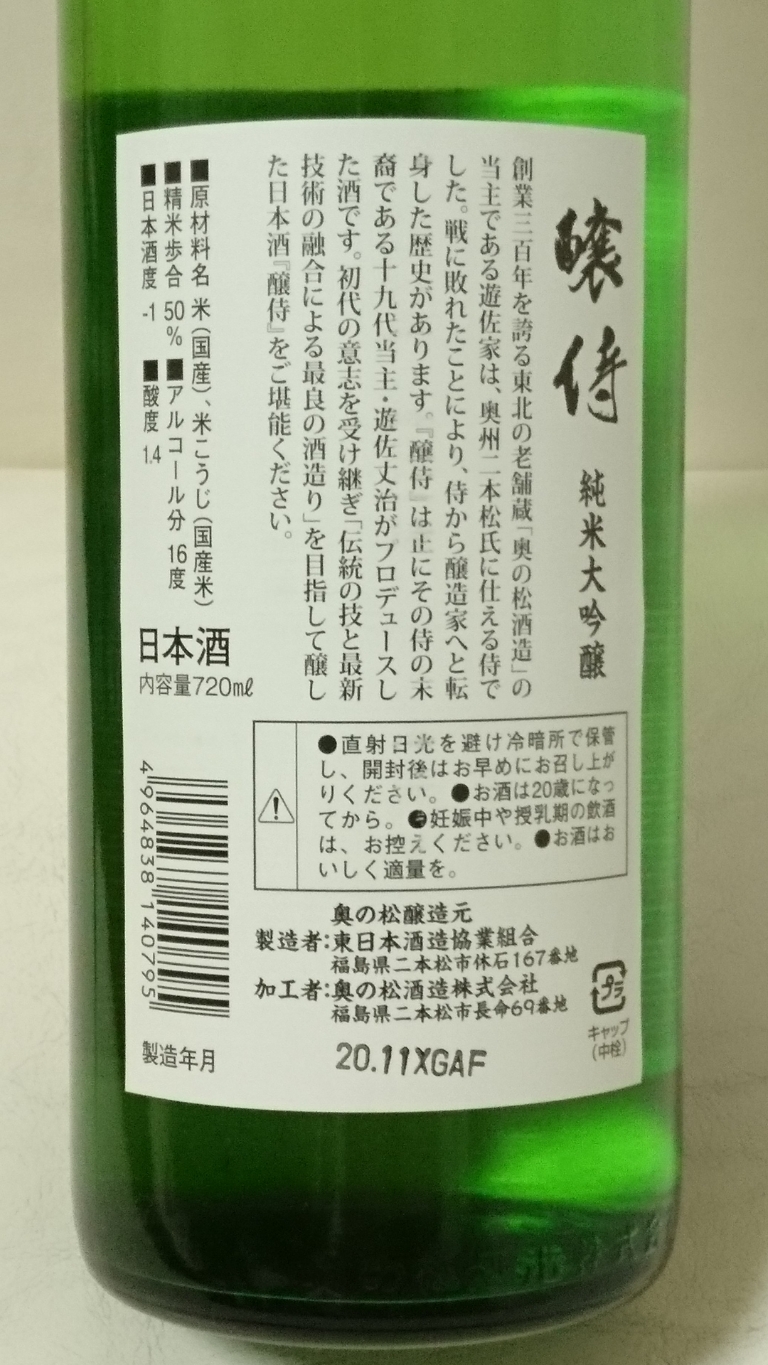 醸侍 純米大吟醸
創業三百年を誇る東北の老舗蔵「奥の松酒造」の
当主である遊佐家は、奥州二本松氏に仕える侍で
した。戦に敗れたことにより、侍から醸造家へと転
身した歴史があります。『醸侍』は正にその侍の末
裔である十九代当主・遊佐丈治がプロデュースし
た酒です。初代の意志を受け継ぎ「伝統の技と最新
技術の融合による最良の酒造り」を目指して醸し
た日本酒『醸侍』をご堪能ください。
■原材料名 米(国産)、米こうじ(国産米)
■精米歩合 50% ■アルコール分 16度
■日本酒度 -1 ■酸度 1.4
日本酒
内容量720mℓ
●直射日光を避け冷暗所で保管
し、開封後はお早めにお召し上が
りください。●お酒は20歳になっ
てから。●妊娠中や授乳期の飲酒
は、お控えください。●お酒はお
いしく適量を。
4964838140795
奥の松醸造元
製造者:東日本酒造協業組合
福島県二本松市休石167番地
加工者:奥の松酒造株式会社
福島県二本松市長命69番地
プラ
キャップ
(中栓)
製造年月 20.11XGAF